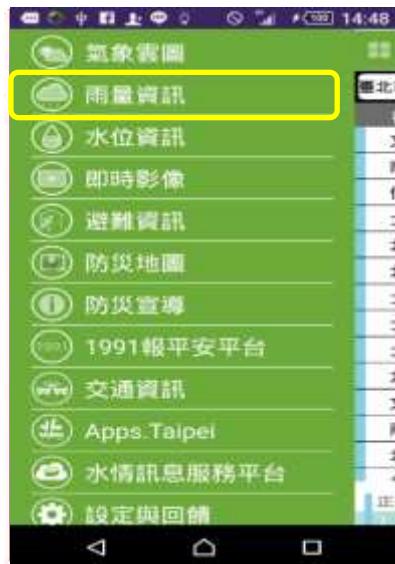 14:48
氣象雲圖
雨量資訊
臺北
水位資訊
即時影像
避難資訊
防災地圖
防災宣導
1991報平安平台
交通資訊
Apps.Taipei
水情訊息服務平台
設定與回饋
正